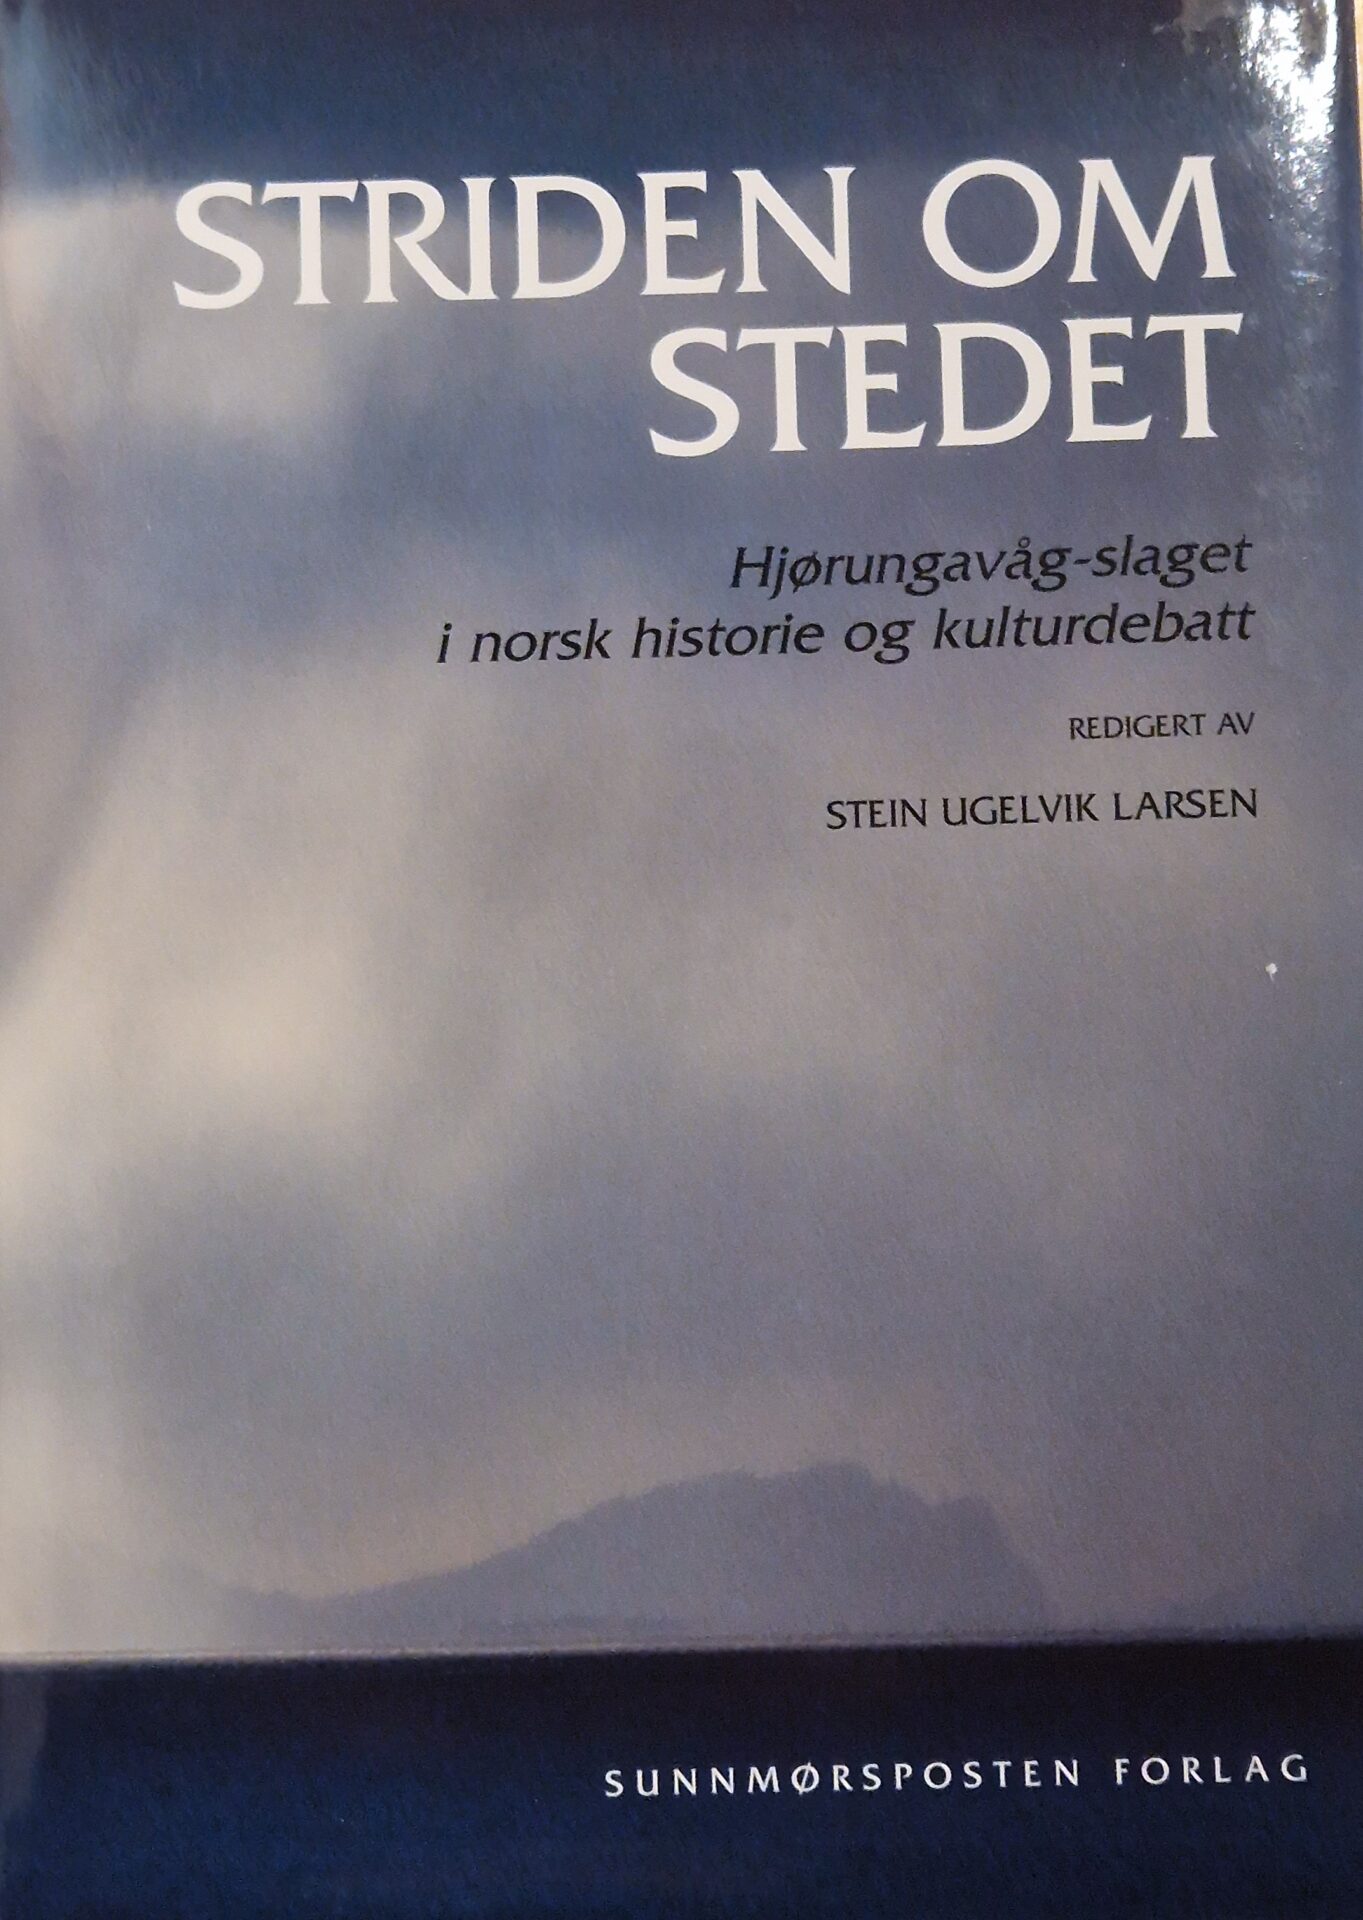 STRIDEN OM
STEDET
Hjørungavåg-slaget
i norsk historie og kulturdebatt
REDIGERT AV
STEIN UGELVIK LARSEN
SUNNMØRSPOSTEN FORLAG